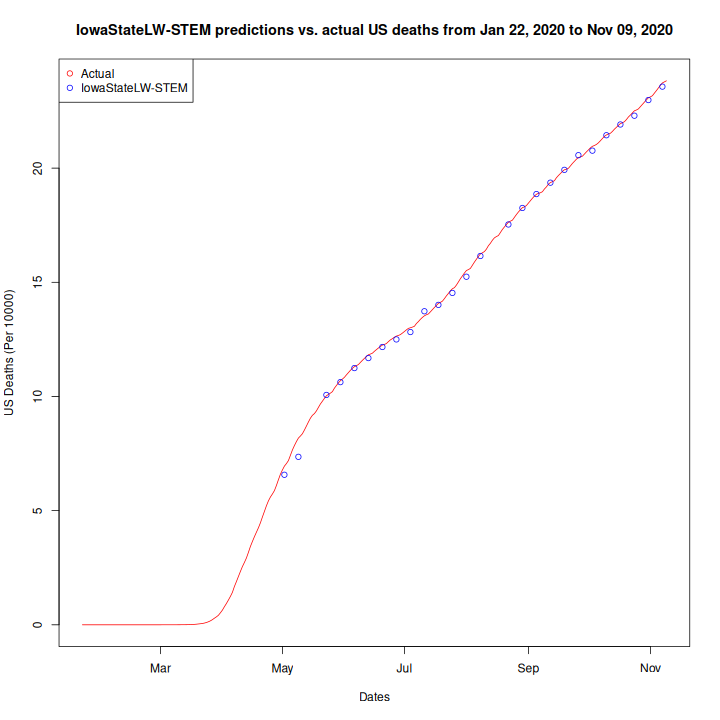 IowaStateLW-STEM predictions vs. actual US deaths from Jan 22, 2020 to Nov 09, 2020
Actual
IowaStateLW-STEM
20
15
10
5
0
US Deaths (Per 10000)
Mar May Jul Sep Nov
Dates